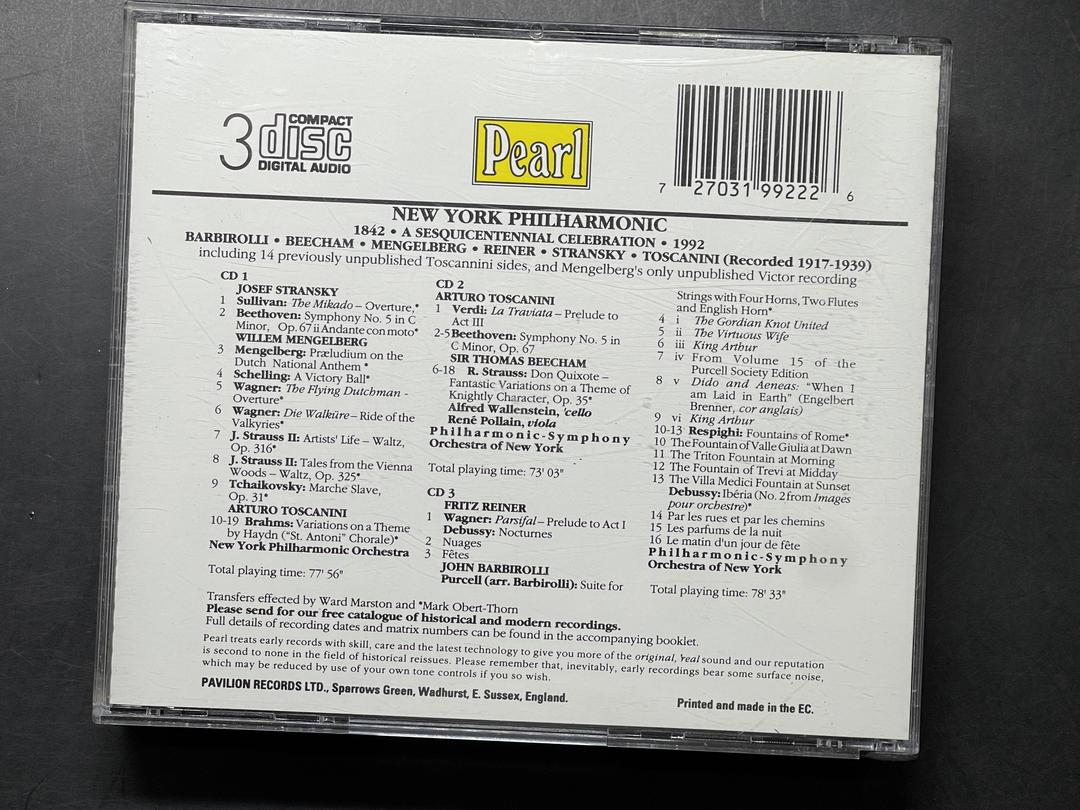 3 COMPACT
disc
DIGITAL AUDIO
Pearl
7 27031 99222 6
NEW YORK PHILHARMONIC
1842 • A SESQUICENTENNIAL CELEBRATION • 1992
BARBIROLLI • BEECHAM • MENGELBERG • REINER • STRANSKY • TOSCANINI (Recorded 1917-1939)
including 14 previously unpublished Toscannini sides, and Mengelberg's only unpublished Victor recording
CD 1
JOSEF STRANSKY
1 Sullivan: The Mikado – Overture,*
2 Beethoven: Symphony No. 5 in C
Minor, Op. 67 ii Andante con moto*
WILLEM MENGELBERG
3 Mengelberg: Præludium on the
Dutch National Anthem *
4 Schelling: A Victory Ball*
5 Wagner: The Flying Dutchman -
Overture*
6 Wagner: Die Walküre – Ride of the
Valkyries*
7 J. Strauss II: Artists' Life – Waltz,
Op. 316*
8 J. Strauss II: Tales from the Vienna
Woods – Waltz, Op. 325*
9 Tchaikovsky: Marche Slave,
Op. 31*
ARTURO TOSCANINI
10-19 Brahms: Variations on a Theme
by Haydn ("St. Antoni" Chorale)*
New York Philharmonic Orchestra
Total playing time: 77' 56"
CD 2
ARTURO TOSCANINI
1 Verdi: La Traviata – Prelude to
Act III
2-5 Beethoven: Symphony No. 5 in
C Minor, Op. 67
SIR THOMAS BEECHAM
6-18 R. Strauss: Don Quixote –
Fantastic Variations on a Theme of
Knightly Character, Op. 35*
Alfred Wallenstein, 'cello
René Pollain, viola
Philharmonic-Symphony
Orchestra of New York
Total playing time: 73' 03"
CD 3
FRITZ REINER
1 Wagner: Parsifal – Prelude to Act I
Debussy: Nocturnes
2 Nuages
3 Fêtes
JOHN BARBIROLLI
Purcell (arr. Barbirolli): Suite for
Strings with Four Horns, Two Flutes
and English Horn*
4 i The Gordian Knot United
5 ii The Virtuous Wife
6 iii King Arthur
7 iv From Volume 15 of the
Purcell Society Edition
8 v Dido and Aeneas: "When I
am Laid in Earth" (Engelbert
Brenner, cor anglais)
9 vi King Arthur
10-13 Respighi: Fountains of Rome*
10 The Fountain of Valle Giulia at Dawn
11 The Triton Fountain at Morning
12 The Fountain of Trevi at Midday
13 The Villa Medici Fountain at Sunset
Debussy: Ibéria (No. 2 from Images
pour orchestre)*
14 Par les rues et par les chemins
15 Les parfums de la nuit
16 Le matin d'un jour de fête
Philharmonic-Symphony
Orchestra of New York
Total playing time: 78' 33"
Transfers effected by Ward Marston and *Mark Obert-Thorn
Please send for our free catalogue of historical and modern recordings.
Full details of recording dates and matrix numbers can be found in the accompanying booklet.
Pearl treats early records with skill, care and the latest technology to give you more of the original, 'real sound and our reputation
is second to none in the field of historical reissues. Please remember that, inevitably, early recordings bear some surface noise,
which may be reduced by use of your own tone controls if you so wish.
PAVILION RECORDS LTD., Sparrows Green, Wadhurst, E. Sussex, England.
Printed and made in the EC.